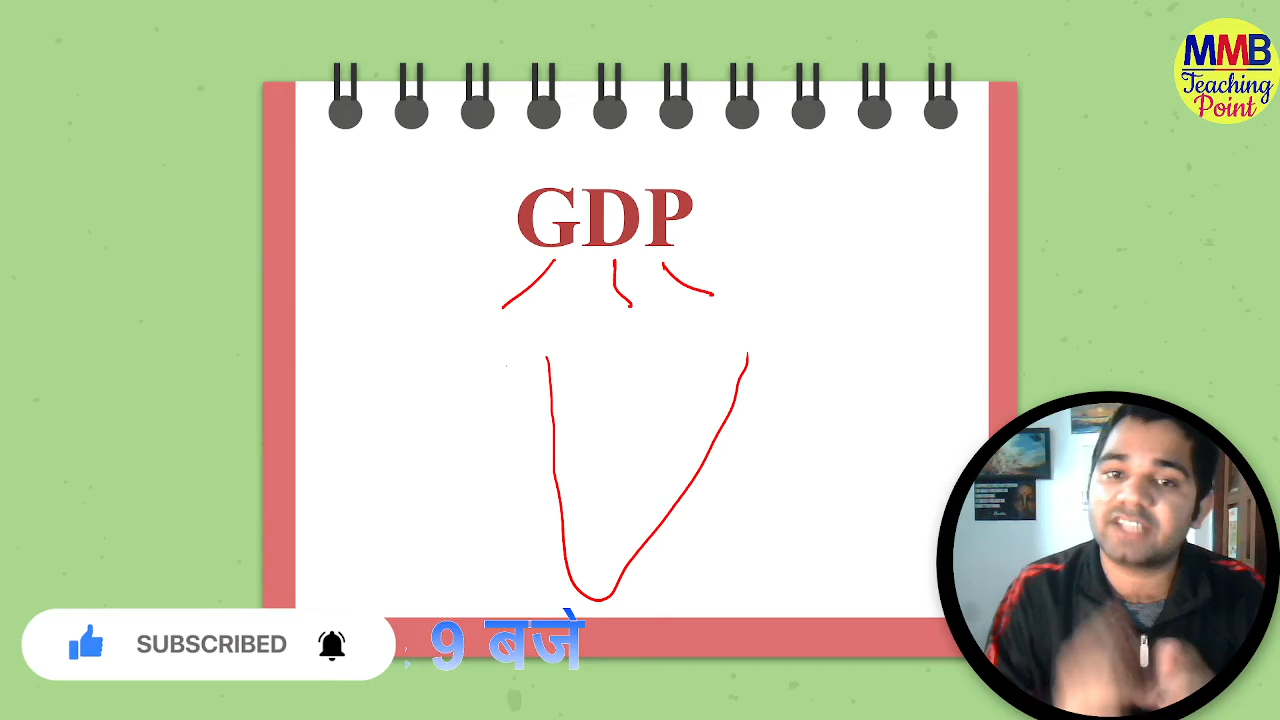 MMB
Teaching
Point
GDP
SUBSCRIBED
9 बजे